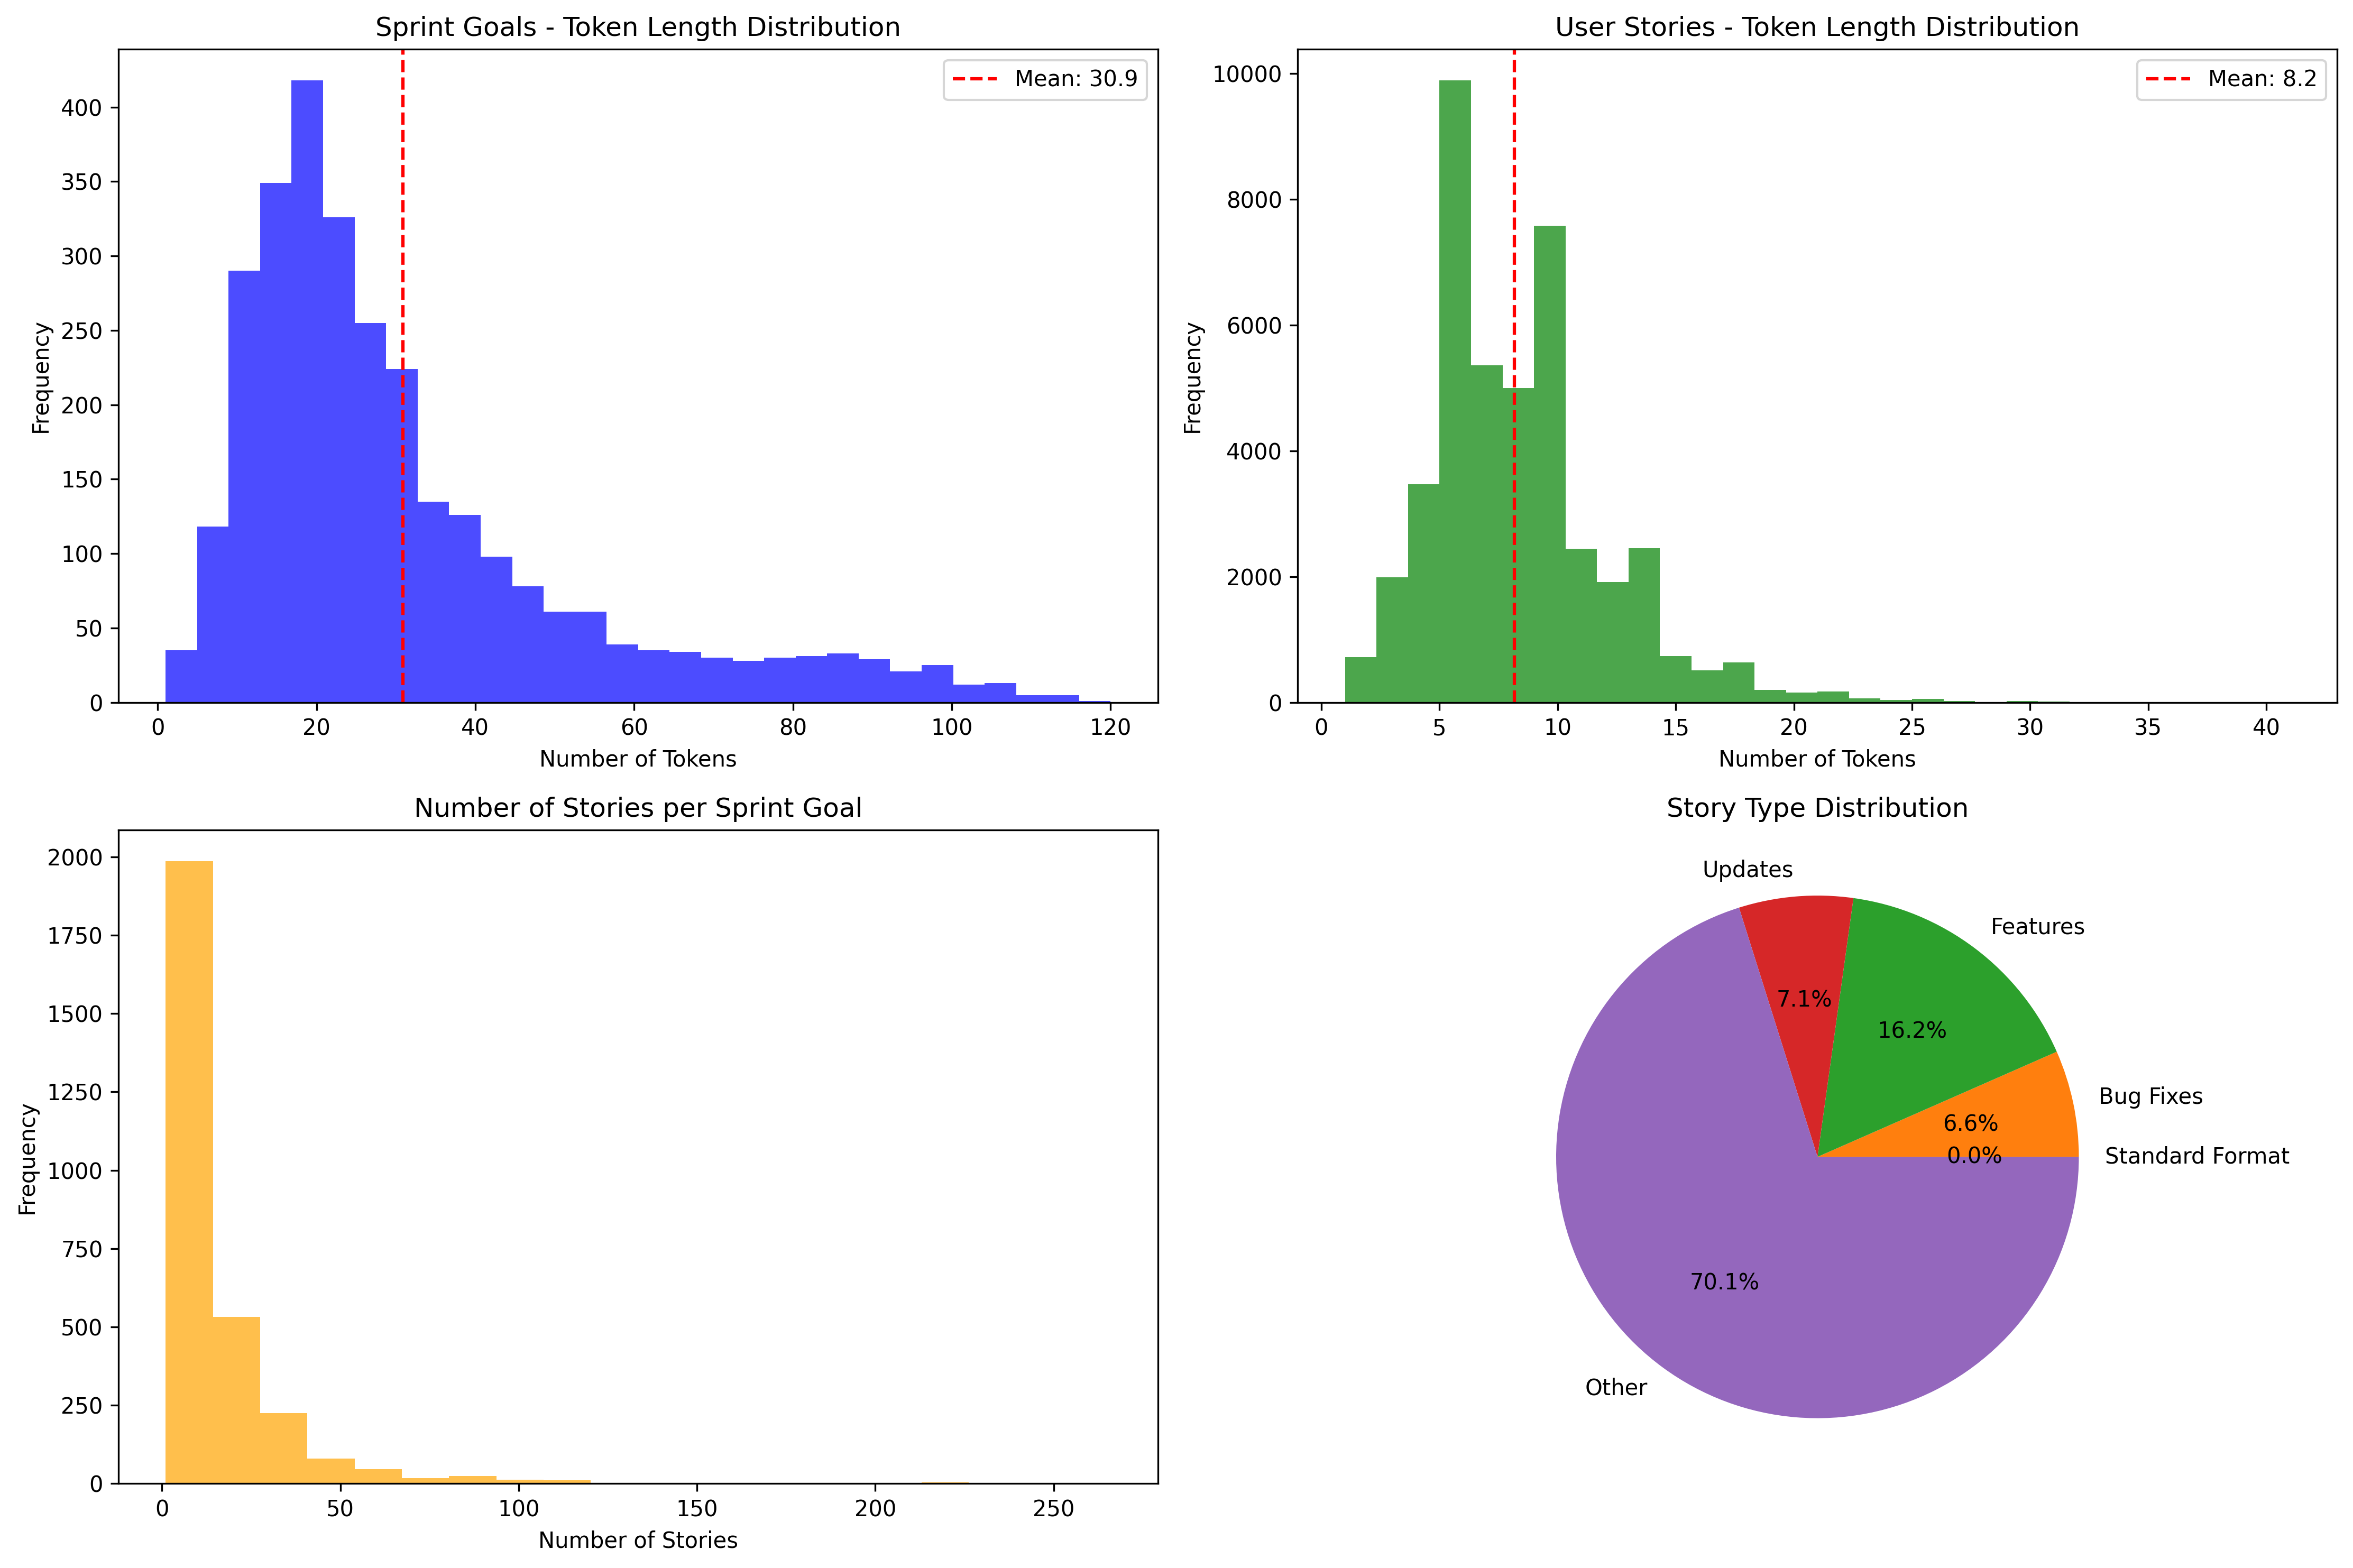 Sprint Goals - Token Length Distribution
Mean: 30.9
Frequency
400
350
300
250
200
150
100
50
0
0 20 40 60 80 100 120
Number of Tokens
User Stories - Token Length Distribution
Mean: 8.2
Frequency
10000
8000
6000
4000
2000
0
0 5 10 15 20 25 30 35 40
Number of Tokens
Number of Stories per Sprint Goal
Frequency
2000
1750
1500
1250
1000
750
500
250
0
0 50 100 150 200 250
Number of Stories
Story Type Distribution
Updates
Features
7.1%
16.2%
Bug Fixes
6.6%
0.0%
Standard Format
70.1%
Other